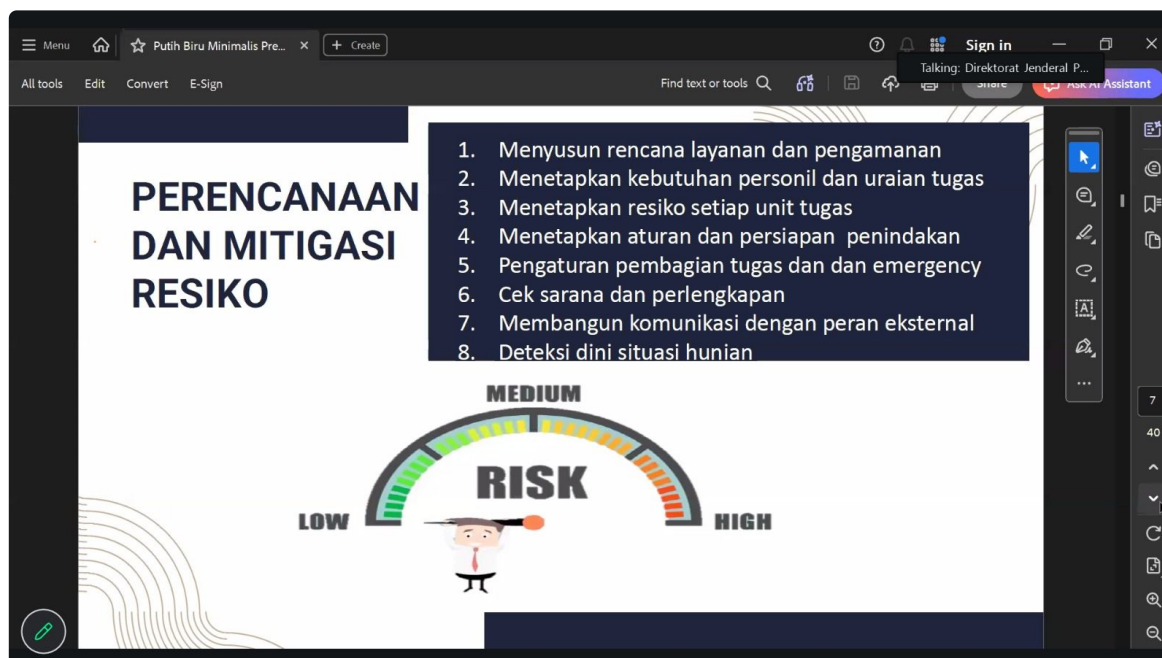 Menu
Putih Biru Minimalis Pre...
+ Create
Sign in
All tools Edit Convert E-Sign
Find text or tools
Talking: Direktorat Jenderal P...
Share
Ask AI Assistant
PERENCANAAN
DAN MITIGASI
RESIKO
1. Menyusun rencana layanan dan pengamanan
2. Menetapkan kebutuhan personil dan uraian tugas
3. Menetapkan resiko setiap unit tugas
4. Menetapkan aturan dan persiapan penindakan
5. Pengaturan pembagian tugas dan dan emergency
6. Cek sarana dan perlengkapan
7. Membangun komunikasi dengan peran eksternal
8. Deteksi dini situasi hunian
MEDIUM
RISK
LOW
HIGH
7
40